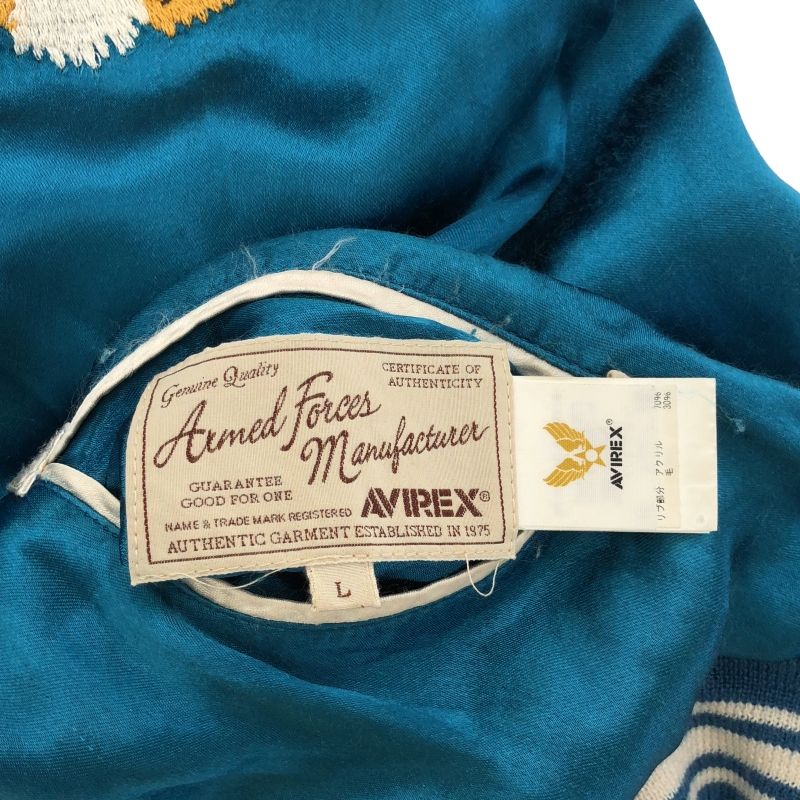 Genuine Quality
CERTIFICATE OF
AUTHENTICITY
Armed Forces
Manufacturer
GUARANTEE
GOOD FOR ONE
AVIREX®
NAME & TRADE MARK REGISTERED
AUTHENTIC GARMENT ESTABLISHED IN 1975
L
AVIREX®
リブ部分 アクリル 70%
毛 30%